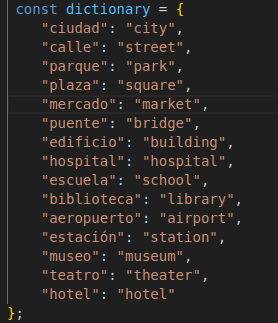 const dictionary = {
"ciudad": "city",
"calle": "street",
"parque": "park",
"plaza": "square",
"mercado": "market",
"puente": "bridge",
"edificio": "building",
"hospital": "hospital",
"escuela": "school",
"biblioteca": "library",
"aeropuerto": "airport",
"estación": "station",
"museo": "museum",
"teatro": "theater",
"hotel": "hotel"
};